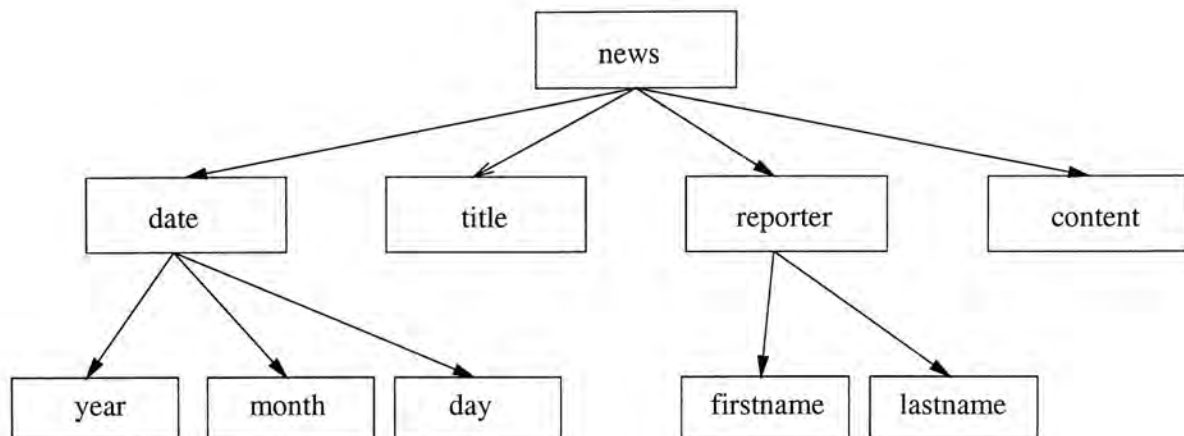 news
date title reporter content
year month day firstname lastname